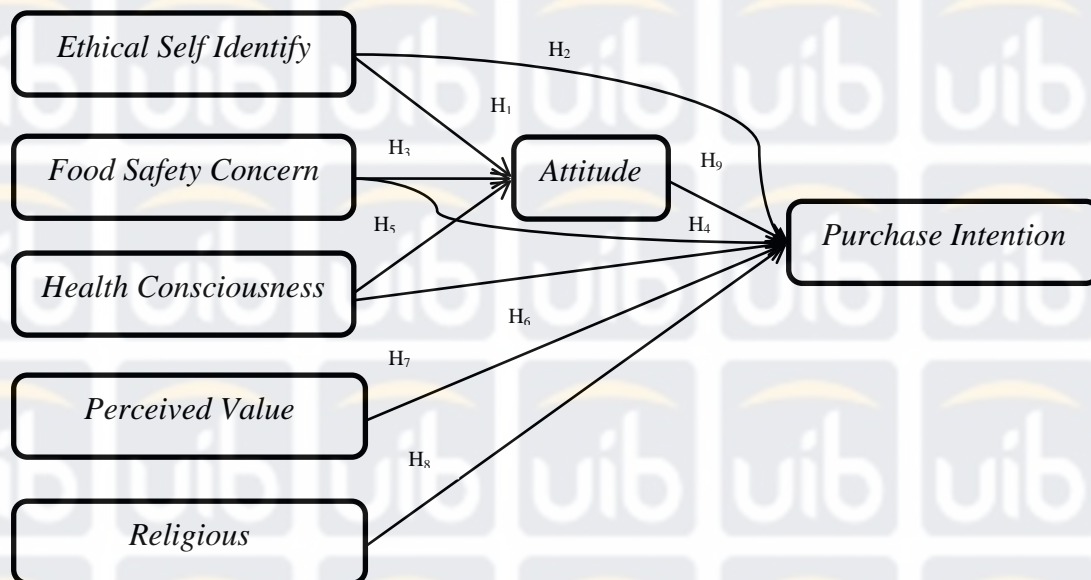 Ethical Self Identify
H2
H1
H3
Food Safety Concern
Attitude
H9
H5
H4
Purchase Intention
Health Consciousness
H6
H7
Perceived Value
H8
Religious
uib